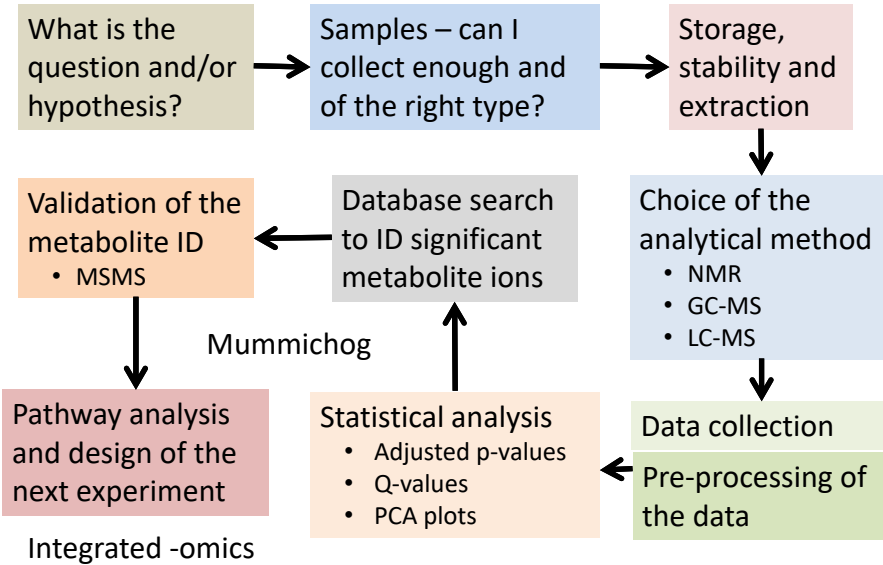 What is the
question and/or
hypothesis?
Samples – can I
collect enough and
of the right type?
Storage,
stability and
extraction
Choice of the
analytical method
• NMR
• GC-MS
• LC-MS
Data collection
Pre-processing of
the data
Statistical analysis
• Adjusted p-values
• Q-values
• PCA plots
Database search
to ID significant
metabolite ions
Validation of the
metabolite ID
• MSMS
Mummichog
Pathway analysis
and design of the
next experiment
Integrated -omics